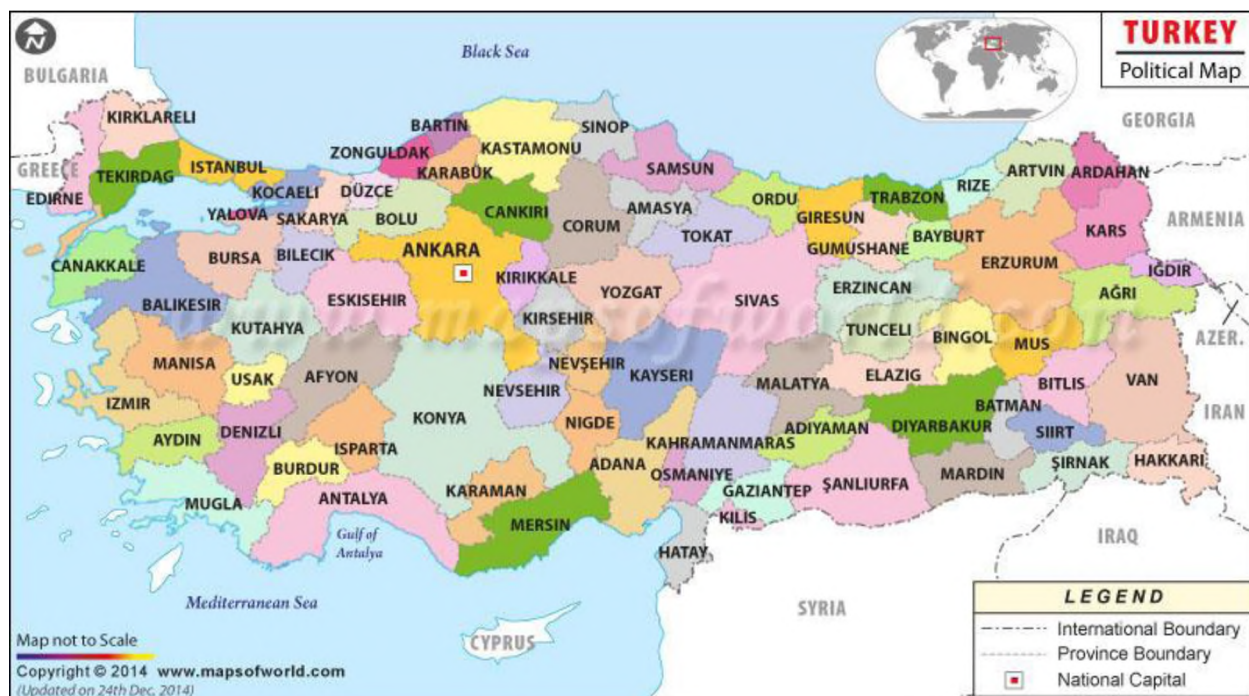 TURKEY
Political Map
N
Black Sea
BULGARIA
GEORGIA
GREECE
ARMENIA
AZER.
IRAN
IRAQ
SYRIA
CYPRUS
KIRKLARELI
EDIRNE
TEKIRDAG
ISTANBUL
KOCAELI
YALOVA
SAKARYA
DÜZCE
ZONGULDAK
BARTIN
KARABÜK
KASTAMONU
SINOP
SAMSUN
BOLU
CANKIRI
CORUM
AMASYA
TOKAT
ORDU
GIRESUN
TRABZON
GUMUSHANE
BAYBURT
RIZE
ARTVIN
ARDAHAN
KARS
IĞDIR
AĞRI
ERZURUM
ERZINCAN
CANAKKALE
BALIKESIR
BURSA
BILECIK
ESKISEHIR
ANKARA
KIRIKKALE
KIRSEHIR
YOZGAT
SIVAS
TUNCELI
BINGOL
MUS
KUTAHYA
MANISA
USAK
AFYON
IZMIR
AYDIN
DENIZLI
KONYA
NEVSEHIR
NEVŞEHIR
KAYSERI
MALATYA
ELAZIG
DIYARBAKUR
BATMAN
BITLIS
VAN
SIIRT
ŞIRNAK
HAKKARI
MARDIN
ŞANLIURFA
ADIYAMAN
KAHRAMANMARAS
NIGDE
ADANA
OSMANIYE
GAZIANTEP
KILIS
HATAY
MERSIN
KARAMAN
ISPARTA
BURDUR
ANTALYA
MUGLA
Gulf of
Antalya
Mediterranean Sea
www.mapsofworld.com
Map not to Scale
Copyright © 2014 www.mapsofworld.com
(Updated on 24th Dec, 2014)
LEGEND
International Boundary
Province Boundary
National Capital